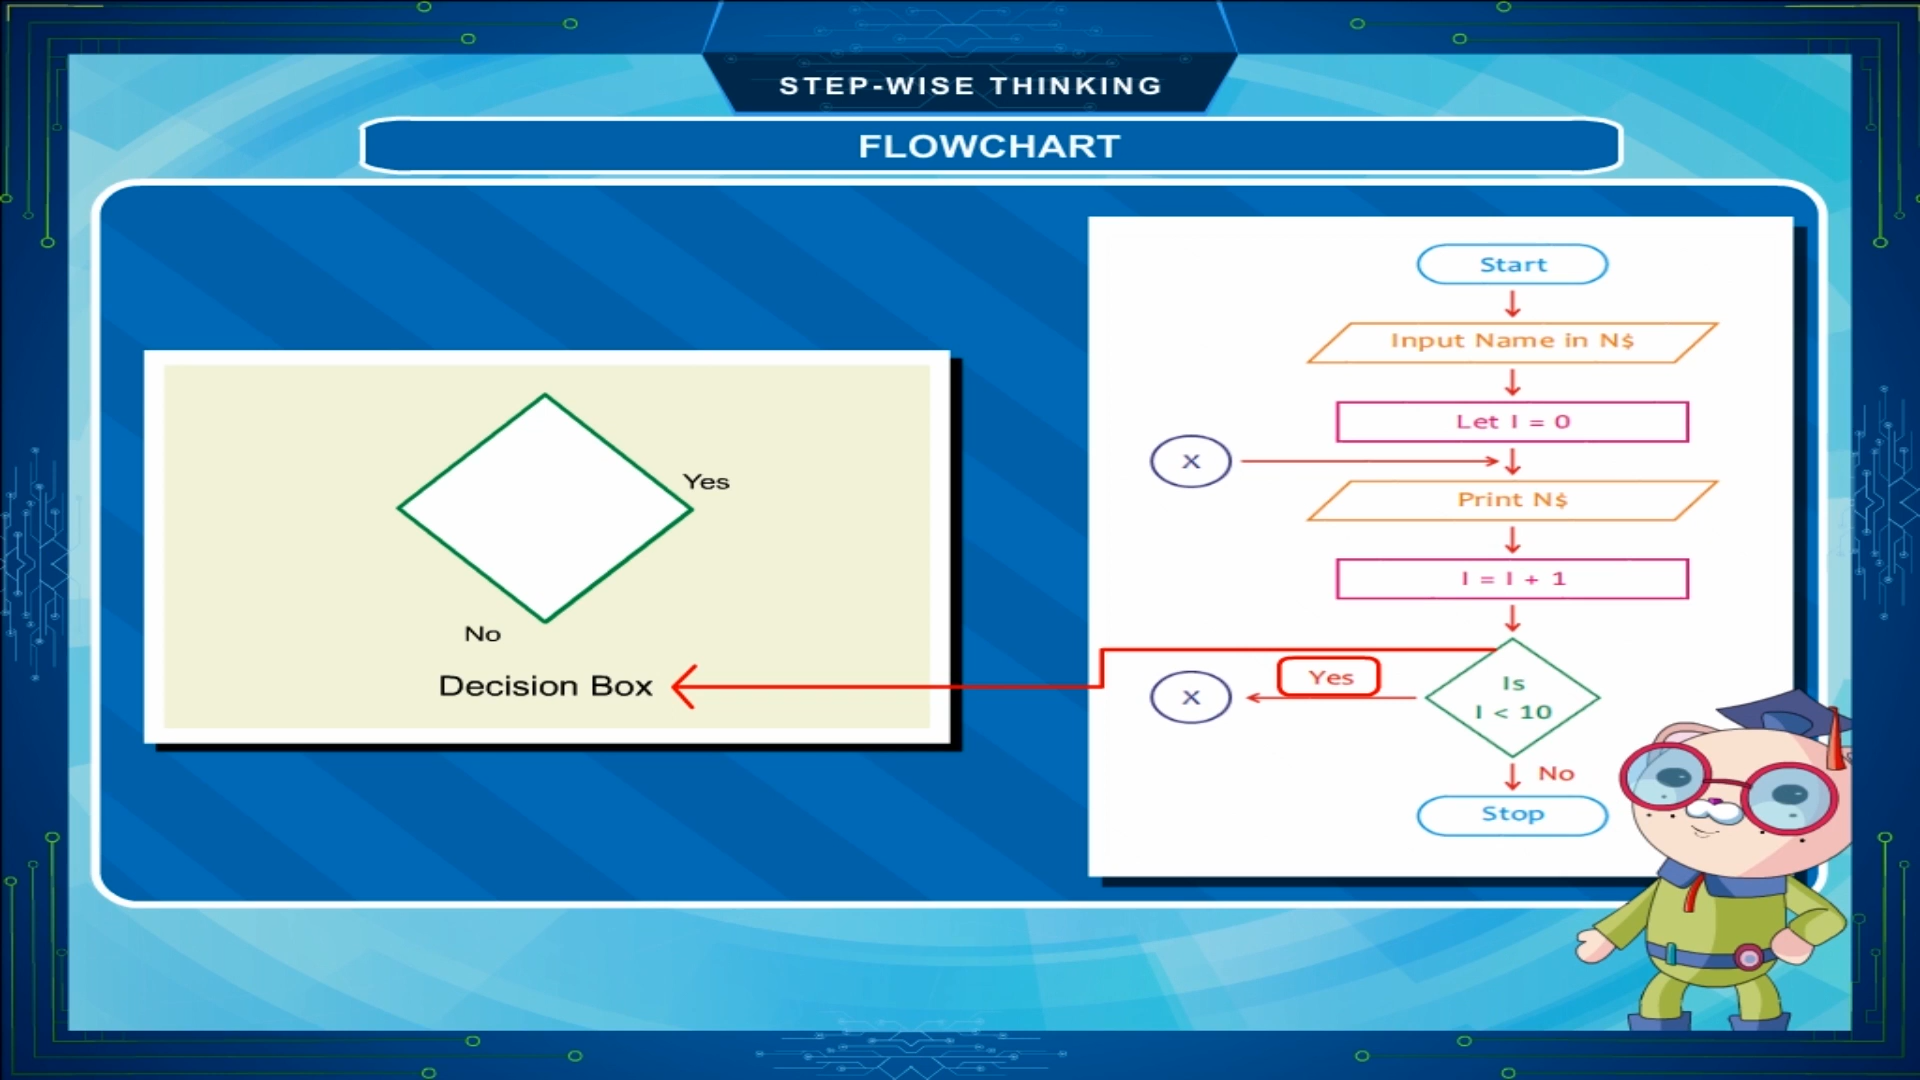 STEP-WISE THINKING
FLOWCHART
Yes
No
Decision Box
Start
Input Name in N$
Let I = 0
X
Print N$
I = I + 1
X
Yes
Is
I < 10
No
Stop